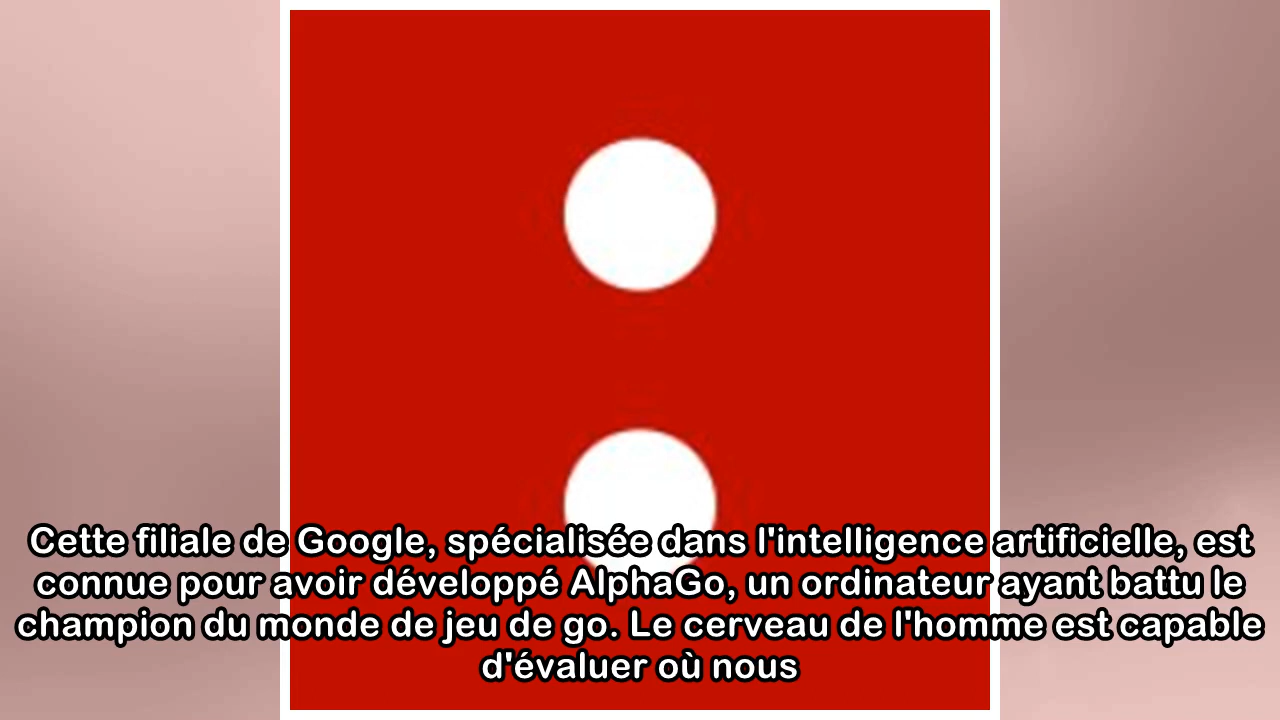 Cette filiale de Google, spécialisée dans l'intelligence artificielle, est
connue pour avoir développé AlphaGo, un ordinateur ayant battu le
champion du monde de jeu de go. Le cerveau de l'homme est capable
d'évaluer où nous